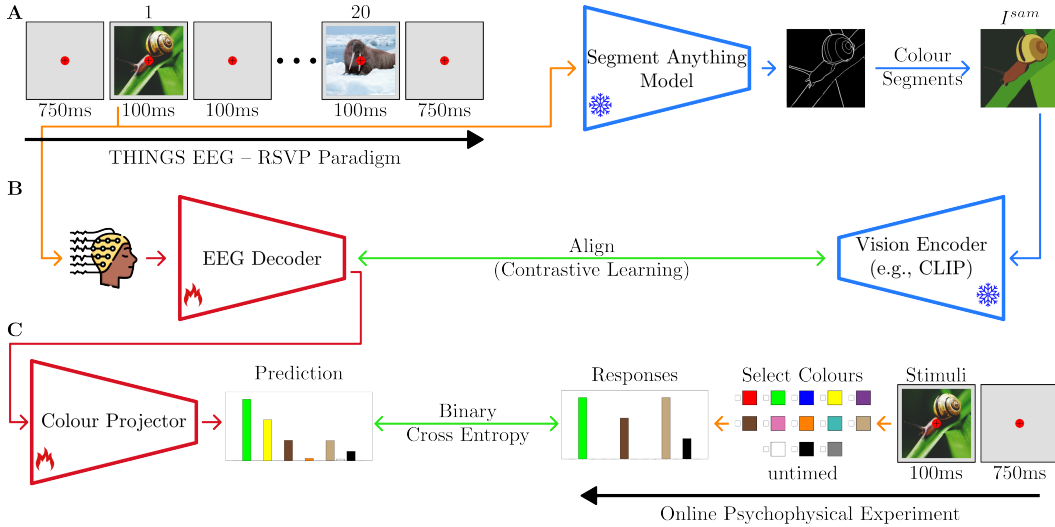 A
1
20
750ms
100ms
100ms
100ms
750ms
THINGS EEG – RSVP Paradigm
Segment Anything
Model
Colour
Segments
I^sam
B
EEG Decoder
Align
(Contrastive Learning)
Vision Encoder
(e.g., CLIP)
C
Colour Projector
Prediction
Binary
Cross Entropy
Responses
Select Colours
untimed
Stimuli
100ms
750ms
Online Psychophysical Experiment